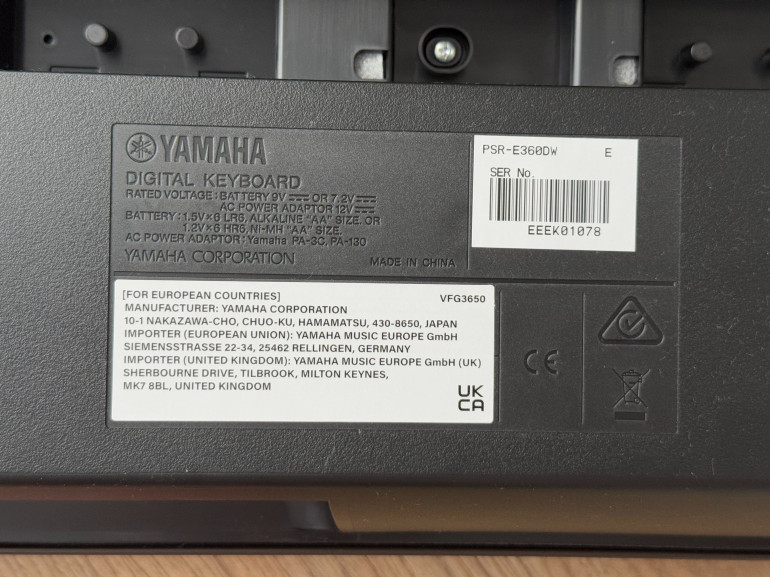 YAMAHA
DIGITAL KEYBOARD
RATED VOLTAGE : BATTERY 9V OR 7.2V
AC POWER ADAPTOR 12V
BATTERY : 1.5V×6 LR6, ALKALINE "AA" SIZE. OR
1.2V×6 HR6, Ni-MH "AA" SIZE.
AC POWER ADAPTOR : Yamaha PA-3C, PA-130
YAMAHA CORPORATION MADE IN CHINA
PSR-E360DW E
SER No.
EEEK01078
[FOR EUROPEAN COUNTRIES] VFG3650
MANUFACTURER: YAMAHA CORPORATION
10-1 NAKAZAWA-CHO, CHUO-KU, HAMAMATSU, 430-8650, JAPAN
IMPORTER (EUROPEAN UNION): YAMAHA MUSIC EUROPE GmbH
SIEMENSSTRASSE 22-34, 25462 RELLINGEN, GERMANY
IMPORTER (UNITED KINGDOM): YAMAHA MUSIC EUROPE GmbH (UK)
SHERBOURNE DRIVE, TILBROOK, MILTON KEYNES,
MK7 8BL, UNITED KINGDOM
UK
CA
CE